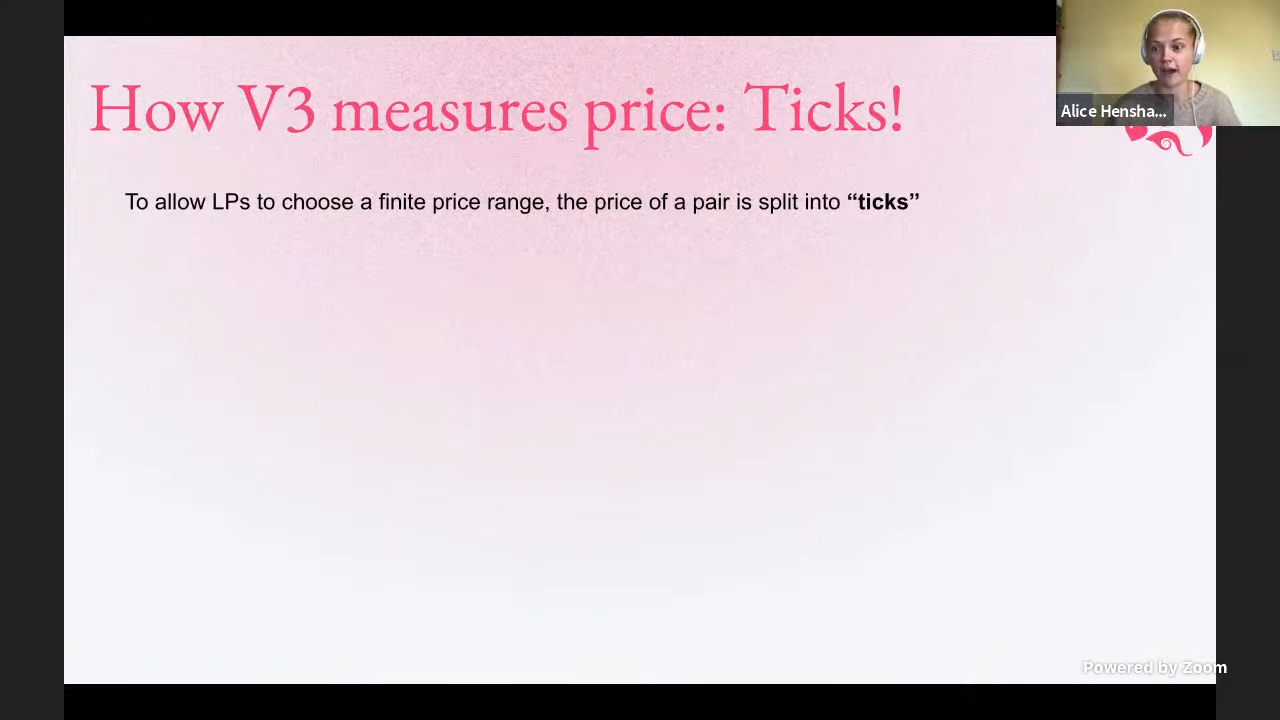 How V3 measures price: Ticks!
Alice Hensha...
To allow LPs to choose a finite price range, the price of a pair is split into “ticks”
Powered by Zoom